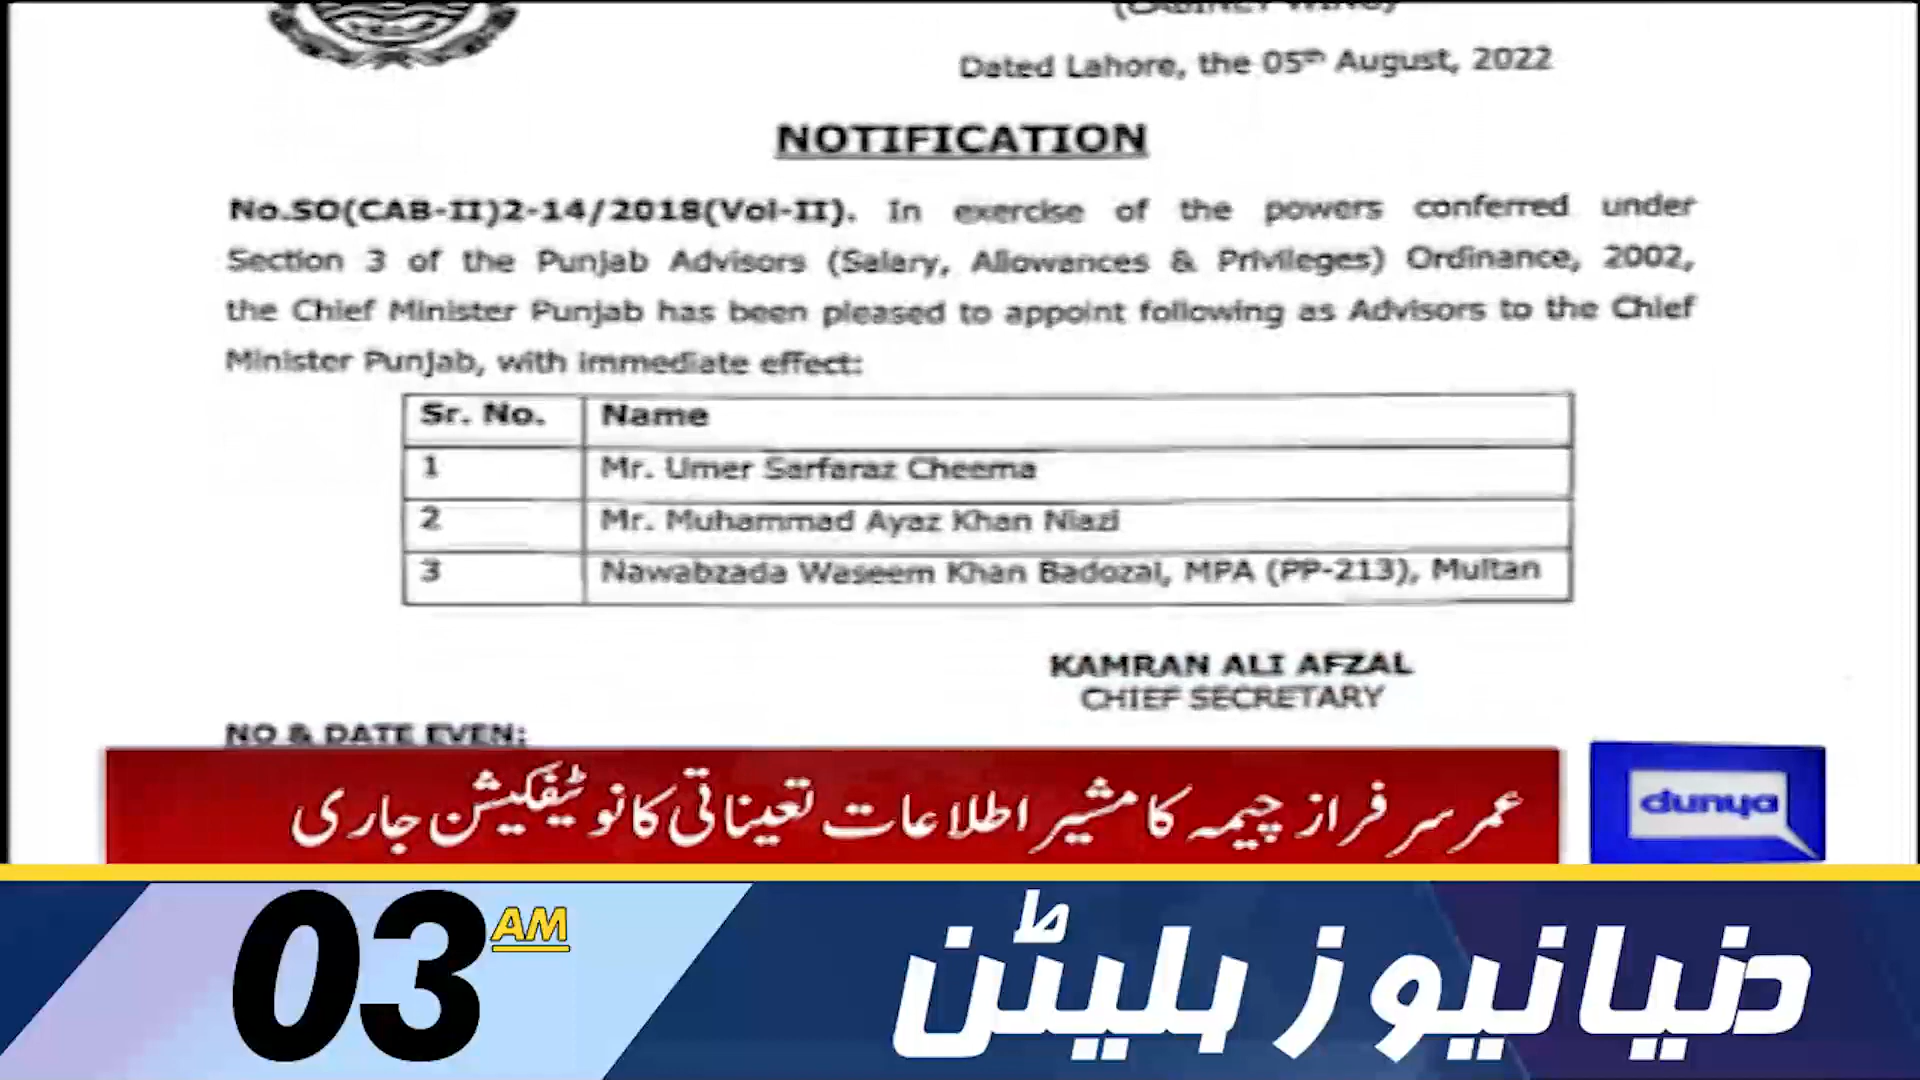 (CABINET WING)
Dated Lahore, the 05th August, 2022
NOTIFICATION
No.SO(CAB-II)2-14/2018(Vol-II). In exercise of the powers conferred under
Section 3 of the Punjab Advisors (Salary, Allowances & Privileges) Ordinance, 2002,
the Chief Minister Punjab has been pleased to appoint following as Advisors to the Chief
Minister Punjab, with immediate effect:
Sr. No. Name
1 Mr. Umer Sarfaraz Cheema
2 Mr. Muhammad Ayaz Khan Niazi
3 Nawabzada Waseem Khan Badozai, MPA (PP-213), Multan
KAMRAN ALI AFZAL
CHIEF SECRETARY
NO & DATE EVEN:
عمر سرفراز چیمہ کا مشیر اطلاعات تعیناتی کا نوٹیفکیشن جاری
dunya
03 AM
دنیا نیوز بلیٹن